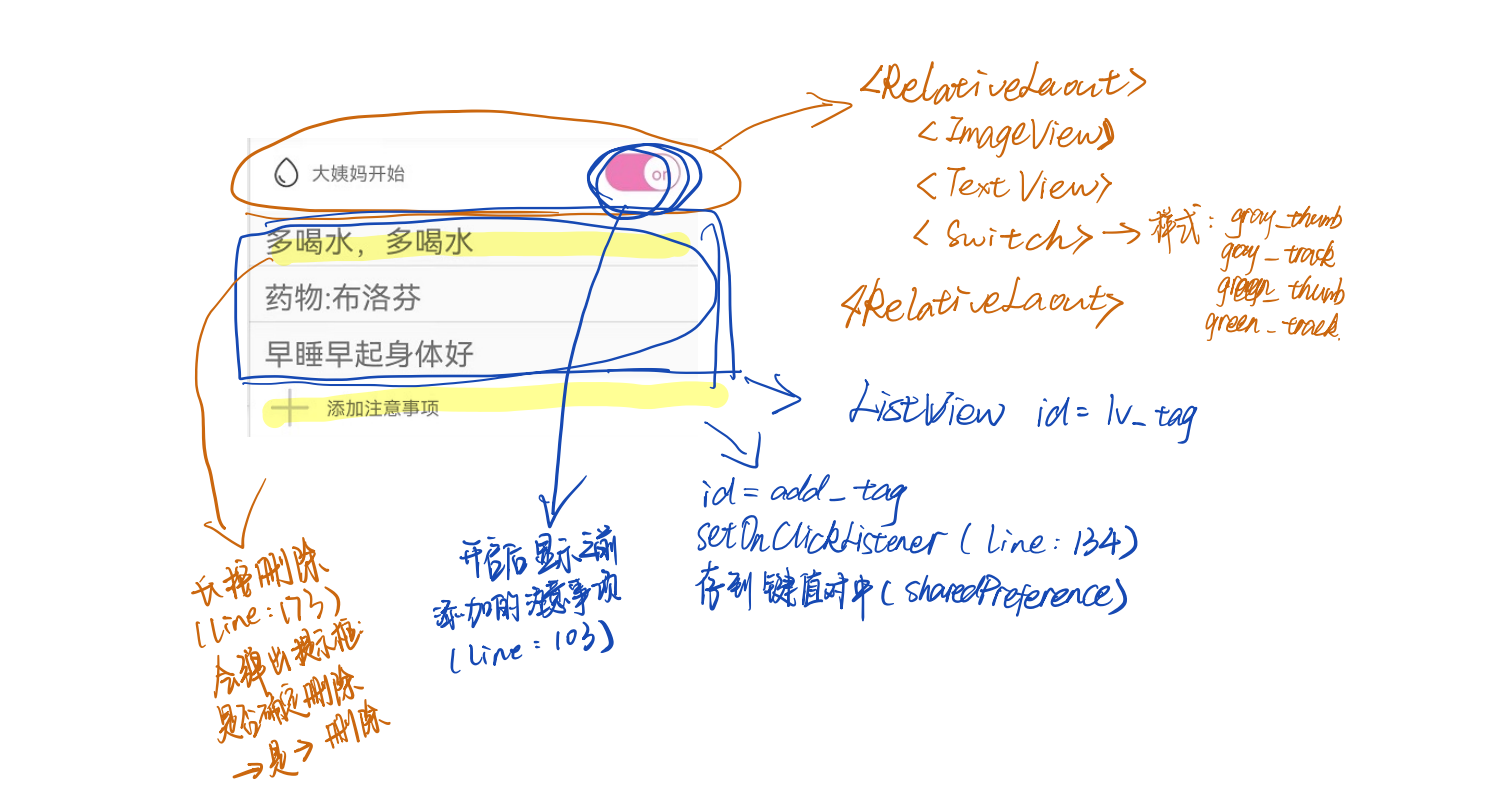 大姨妈开始
on
多喝水，多喝水
药物:布洛芬
早睡早起身体好
添加注意事项
<RelativeLaout>
<ImageView>
<TextView>
<Switch> → 样式: gray_thumb
gray_track
green_thumb
green_track.
</RelativeLaout>
ListView id=lv_tag
id=add_tag
setOnClickListener(line:134)
存到键值对中(sharedPreference)
开启后显示之前
添加的注意事项
(line:103)
长按删除
(line:173)
会弹出提示框:
是否确定删除
→是→删除